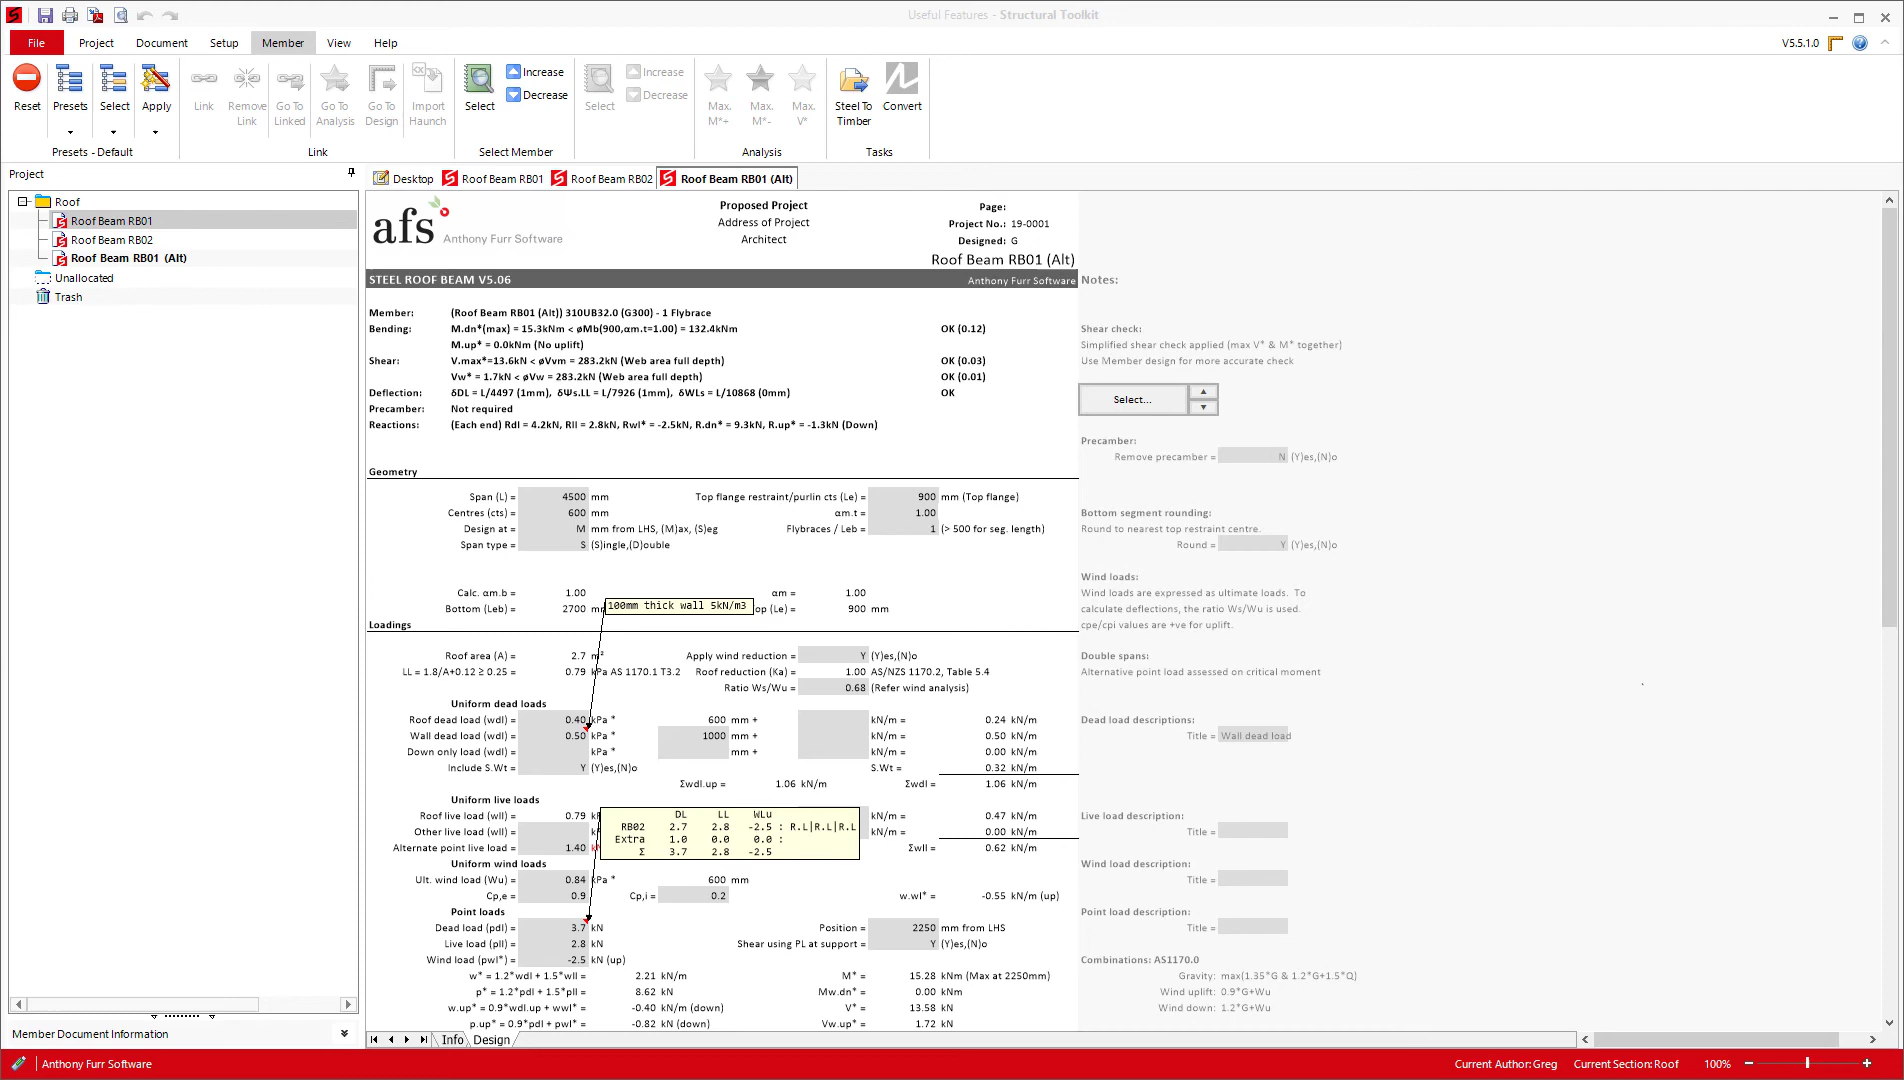 Useful Features - Structural Toolkit
File Project Document Setup Member View Help V5.5.1.0
Reset Presets Select Apply Link Remove Link Go To Linked Go To Analysis Go To Design Import Haunch Select Increase Decrease Select Increase Decrease Max. M*+ Max. M*- Max. V* Steel To Timber Convert
Presets - Default Link Select Member Analysis Tasks
Project
Roof
Roof Beam RB01
Roof Beam RB02
Roof Beam RB01 (Alt)
Unallocated
Trash
Member Document Information
Desktop Roof Beam RB01 Roof Beam RB02 Roof Beam RB01 (Alt)
afs Anthony Furr Software
Proposed Project
Address of Project
Architect
Page:
Project No.: 19-0001
Designed: G
Roof Beam RB01 (Alt)
STEEL ROOF BEAM V5.06 Anthony Furr Software
Member: (Roof Beam RB01 (Alt)) 310UB32.0 (G300) - 1 Flybrace
Bending: M.dn*(max) = 15.3kNm < øMb(900,αm.t=1.00) = 132.4kNm OK (0.12)
M.up* = 0.0kNm (No uplift)
Shear: V.max*=13.6kN < øVvm = 283.2kN (Web area full depth) OK (0.03)
Vw* = 1.7kN < øVw = 283.2kN (Web area full depth) OK (0.01)
Deflection: δDL = L/4497 (1mm), δΨs.LL = L/7926 (1mm), δWLs = L/10868 (0mm) OK
Precamber: Not required
Reactions: (Each end) Rdl = 4.2kN, Rll = 2.8kN, Rwl* = -2.5kN, R.dn* = 9.3kN, R.up* = -1.3kN (Down)
Geometry
Span (L) = 4500 mm Top flange restraint/purlin cts (Le) = 900 mm (Top flange)
Centres (cts) = 600 mm αm.t = 1.00
Design at = M mm from LHS, (M)ax, (S)eg Flybraces / Leb = 1 (> 500 for seg. length)
Span type = S (S)ingle,(D)ouble
Calc. αm.b = 1.00 αm = 1.00
Bottom (Leb) 2700 100mm thick wall 5kN/m3 op (Le) = 900 mm
Loadings
Roof area (A) = 2.7 m² Apply wind reduction = Y (Y)es,(N)o
LL = 1.8/A+0.12 ≥ 0.25 = 0.79 kPa AS 1170.1 T3.2 Roof reduction (Ka) = 1.00 AS/NZS 1170.2, Table 5.4
Ratio Ws/Wu = 0.68 (Refer wind analysis)
Uniform dead loads
Roof dead load (wdl) = 0.40 kPa * 600 mm + kN/m = 0.24 kN/m
Wall dead load (wdl) = 0.50 kPa * 1000 mm + kN/m = 0.50 kN/m
Down only load (wdl) = kPa * mm + kN/m = 0.00 kN/m
Include S.Wt = Y (Y)es,(N)o S.Wt = 0.32 kN/m
Σwdl.up = 1.06 kN/m Σwdl = 1.06 kN/m
Uniform live loads
Roof live load (wll) = 0.79 kN/m = 0.47 kN/m
Other live load (wll) = kN/m = 0.00 kN/m
Alternate point live load = 1.40 Σwll = 0.62 kN/m
DL LL WLu
RB02 2.7 2.8 -2.5 : R.L|R.L|R.L
Extra 1.0 0.0 0.0 :
Σ 3.7 2.8 -2.5
Uniform wind loads
Ult. wind load (Wu) = 0.84 kPa * 600 mm
Cp,e = 0.9 Cp,i = 0.2 w.wl* = -0.55 kN/m (up)
Point loads
Dead load (pdl) = 3.7 kN Position = 2250 mm from LHS
Live load (pll) = 2.8 kN Shear using PL at support = Y (Y)es,(N)o
Wind load (pwl*) = -2.5 kN (up)
w* = 1.2*wdl + 1.5*wll = 2.21 kN/m M* = 15.28 kNm (Max at 2250mm)
p* = 1.2*pdl + 1.5*pll = 8.62 kN Mw.dn* = 0.00 kNm
w.up* = 0.9*wdl.up + wwl* = -0.40 kN/m (down) V* = 13.58 kN
p.up* = 0.9*pdl + pwl* = -0.82 kN (down) Vw.up* = 1.72 kN
Notes:
Shear check:
Simplified shear check applied (max V* & M* together)
Use Member design for more accurate check
Select...
Precamber:
Remove precamber = N (Y)es,(N)o
Bottom segment rounding:
Round to nearest top restraint centre.
Round = Y (Y)es,(N)o
Wind loads:
Wind loads are expressed as ultimate loads. To
calculate deflections, the ratio Ws/Wu is used.
cpe/cpi values are +ve for uplift.
Double spans:
Alternative point load assessed on critical moment
Dead load descriptions:
Title = Wall dead load
Live load description:
Title =
Wind load description:
Title =
Point load description:
Title =
Combinations: AS1170.0
Gravity: max(1.35*G & 1.2*G+1.5*Q)
Wind uplift: 0.9*G+Wu
Wind down: 1.2*G+Wu
Info Design
Anthony Furr Software Current Author:Greg Current Section:Roof 100%